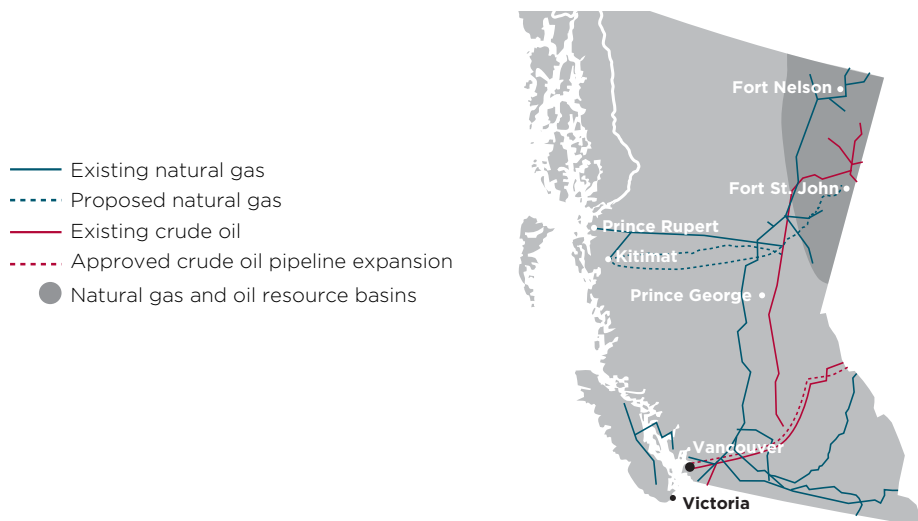 Existing natural gas
Proposed natural gas
Existing crude oil
Approved crude oil pipeline expansion
Natural gas and oil resource basins
Fort Nelson
Fort St. John
Prince Rupert
Kitimat
Prince George
Vancouver
Victoria